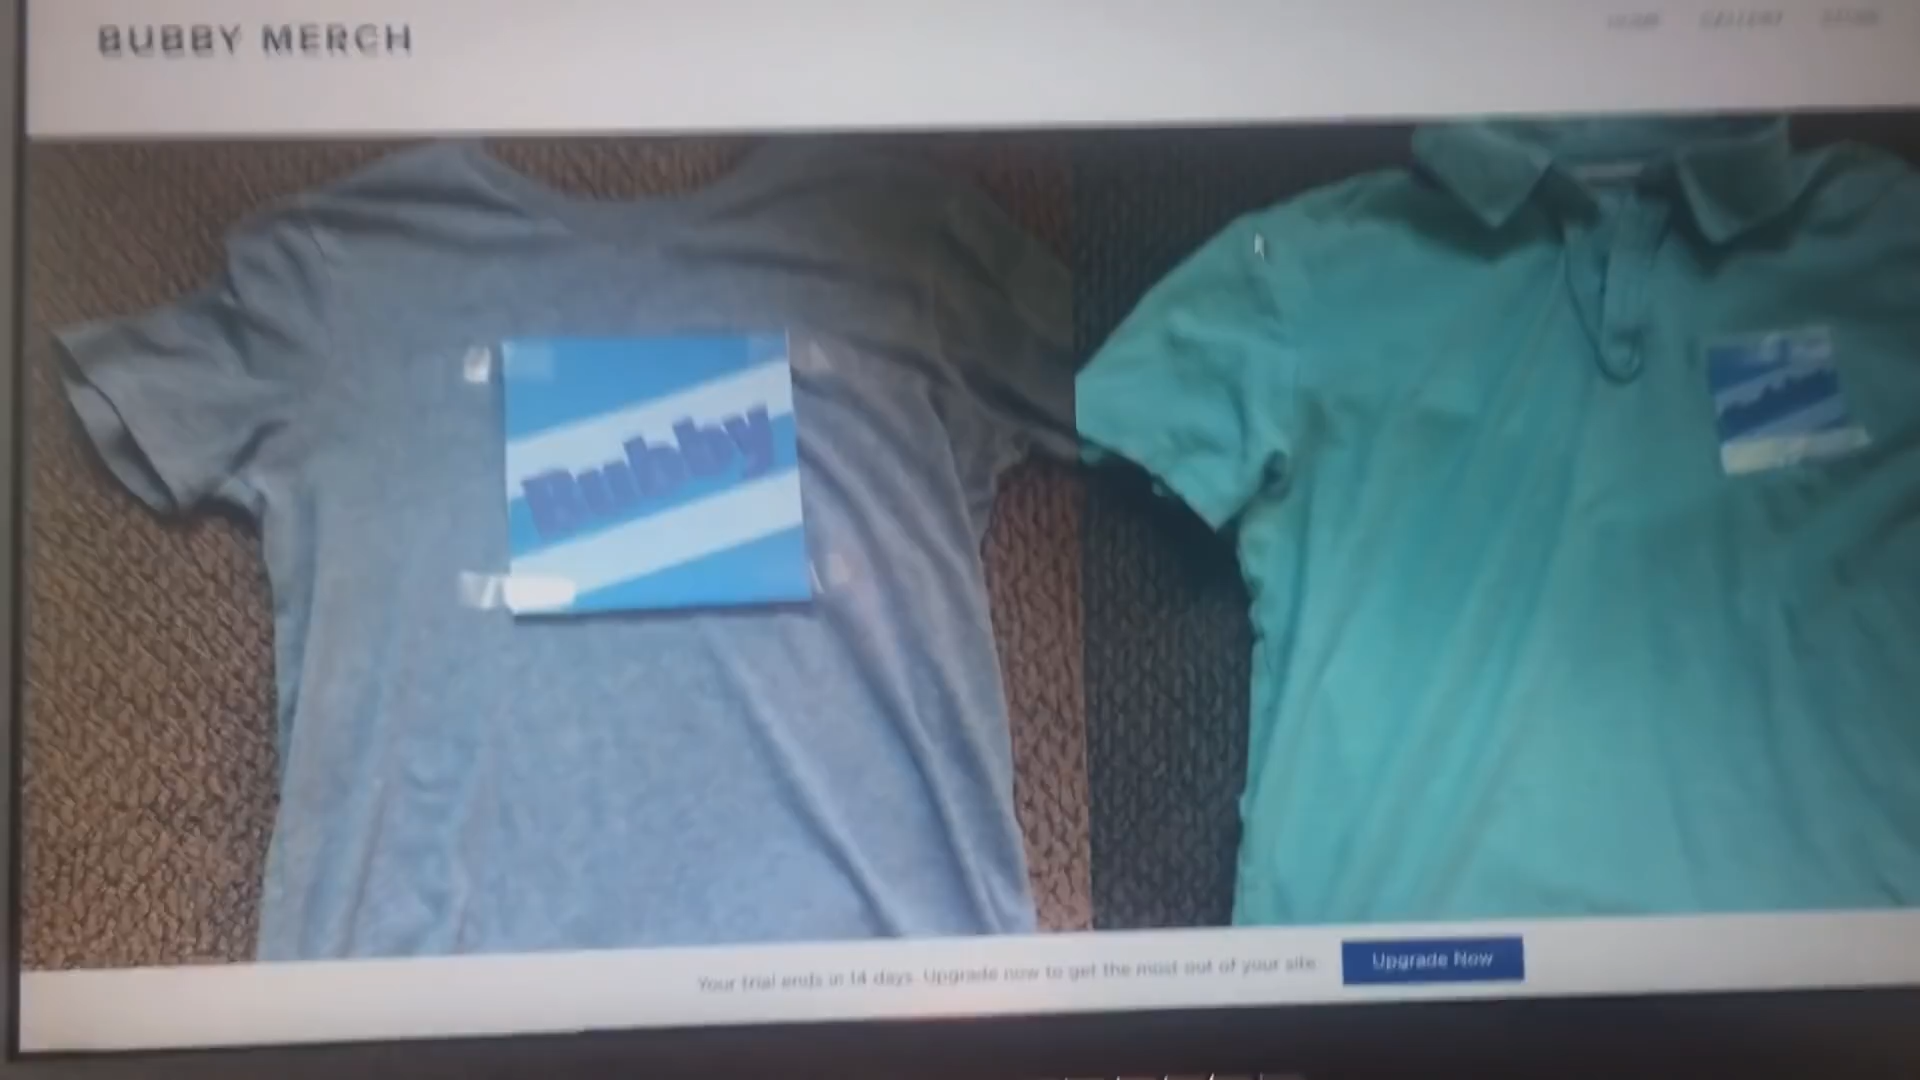 BUBBY MERCH
Bubby
Your trial ends in 14 days. Upgrade now to get the most out of your site.
Upgrade Now